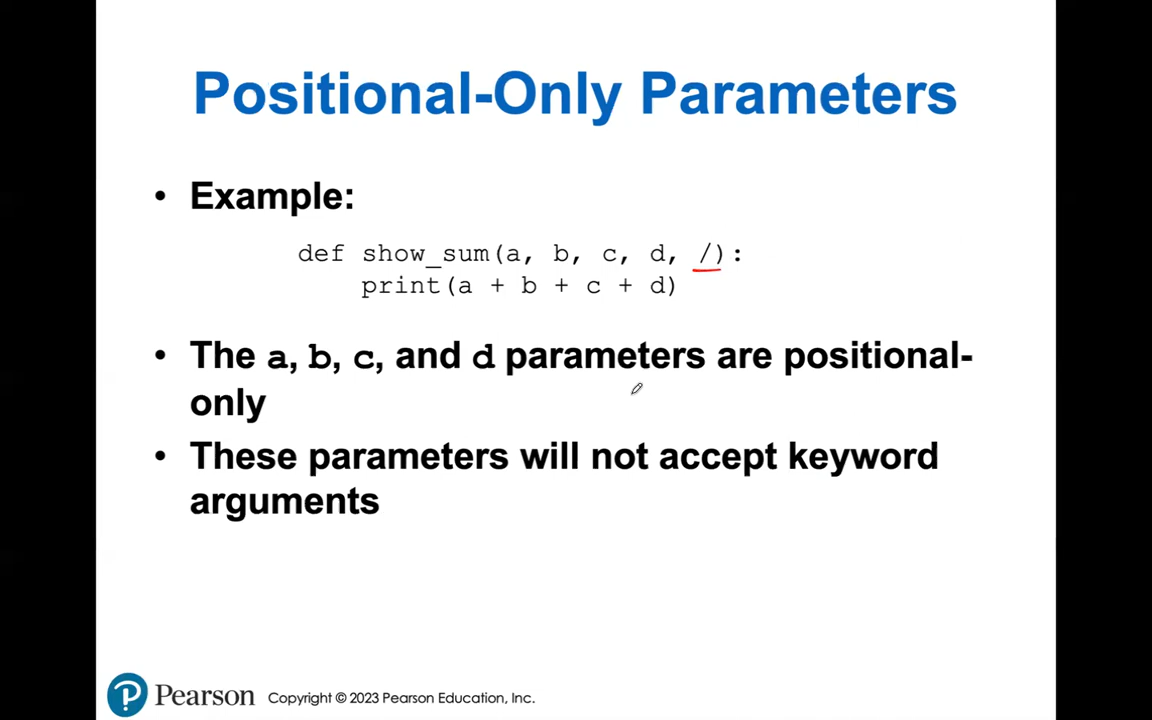 Positional-Only Parameters
• Example:
def show_sum(a, b, c, d, /):
    print(a + b + c + d)
• The a, b, c, and d parameters are positional-
only
• These parameters will not accept keyword
arguments
Pearson Copyright © 2023 Pearson Education, Inc.